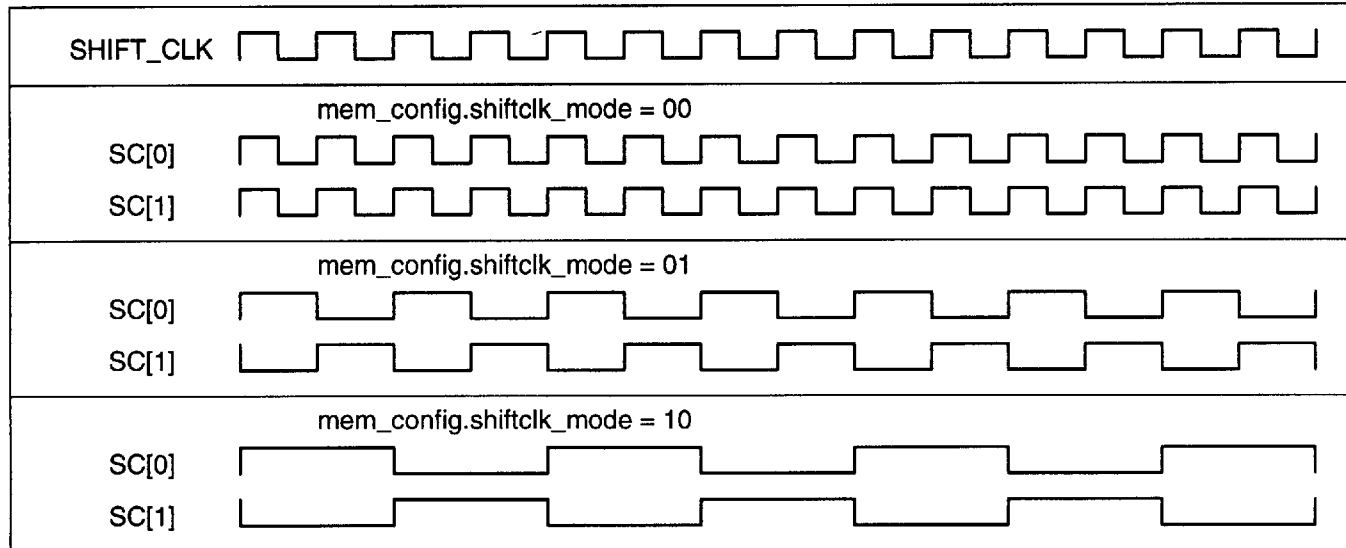 SHIFT_CLK
mem_config.shiftclk_mode = 00
SC[0]
SC[1]
mem_config.shiftclk_mode = 01
SC[0]
SC[1]
mem_config.shiftclk_mode = 10
SC[0]
SC[1]